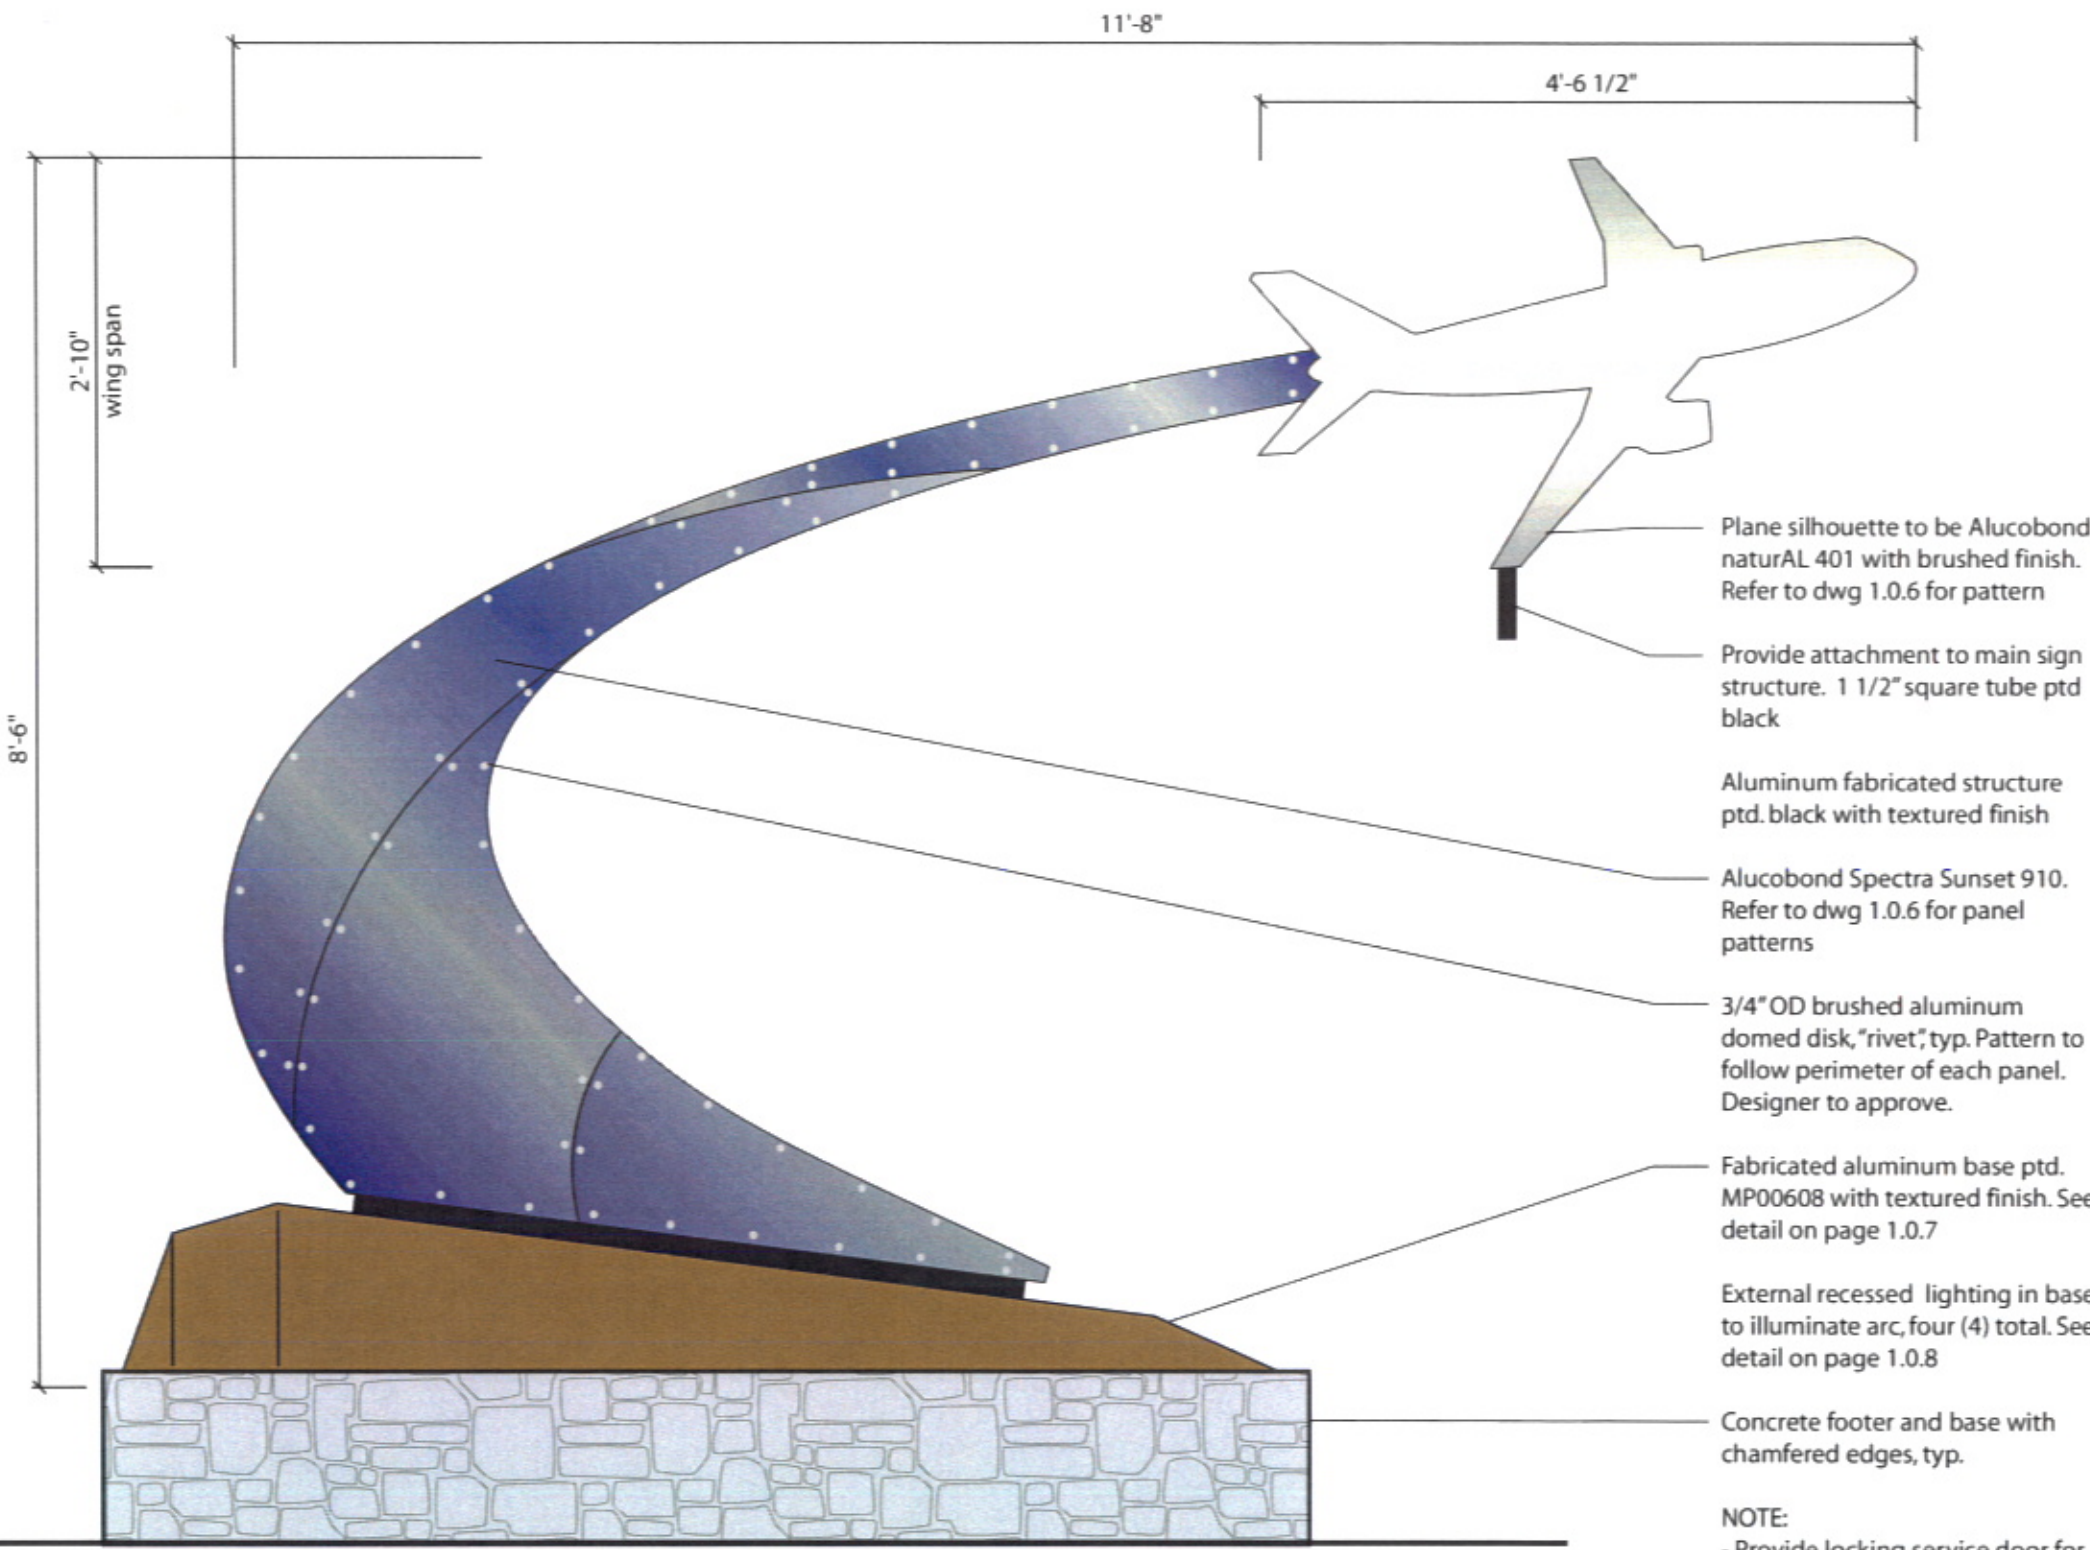 11'-8"
4'-6 1/2"
2'-10"
wing span
8'-6"
Plane silhouette to be Alucobond
naturAL 401 with brushed finish.
Refer to dwg 1.0.6 for pattern
Provide attachment to main sign
structure. 1 1/2" square tube ptd
black
Aluminum fabricated structure
ptd. black with textured finish
Alucobond Spectra Sunset 910.
Refer to dwg 1.0.6 for panel
patterns
3/4" OD brushed aluminum
domed disk, "rivet", typ. Pattern to
follow perimeter of each panel.
Designer to approve.
Fabricated aluminum base ptd.
MP00608 with textured finish. See
detail on page 1.0.7
External recessed lighting in base
to illuminate arc, four (4) total. See
detail on page 1.0.8
Concrete footer and base with
chamfered edges, typ.
NOTE:
- Provide locking service door for